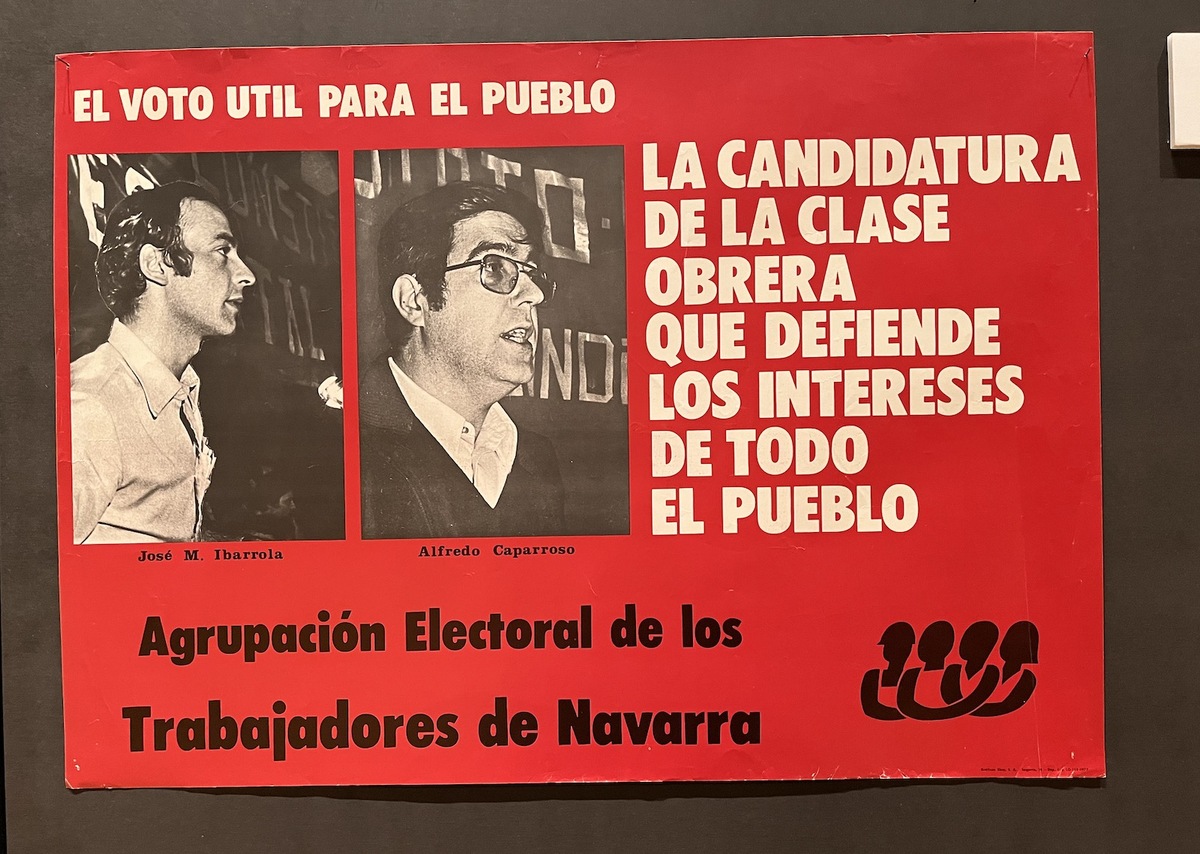 EL VOTO UTIL PARA EL PUEBLO
LA CANDIDATURA
DE LA CLASE
OBRERA
QUE DEFIENDE
LOS INTERESES
DE TODO
EL PUEBLO
José M. Ibarrola
Alfredo Caparroso
Agrupación Electoral de los
Trabajadores de Navarra